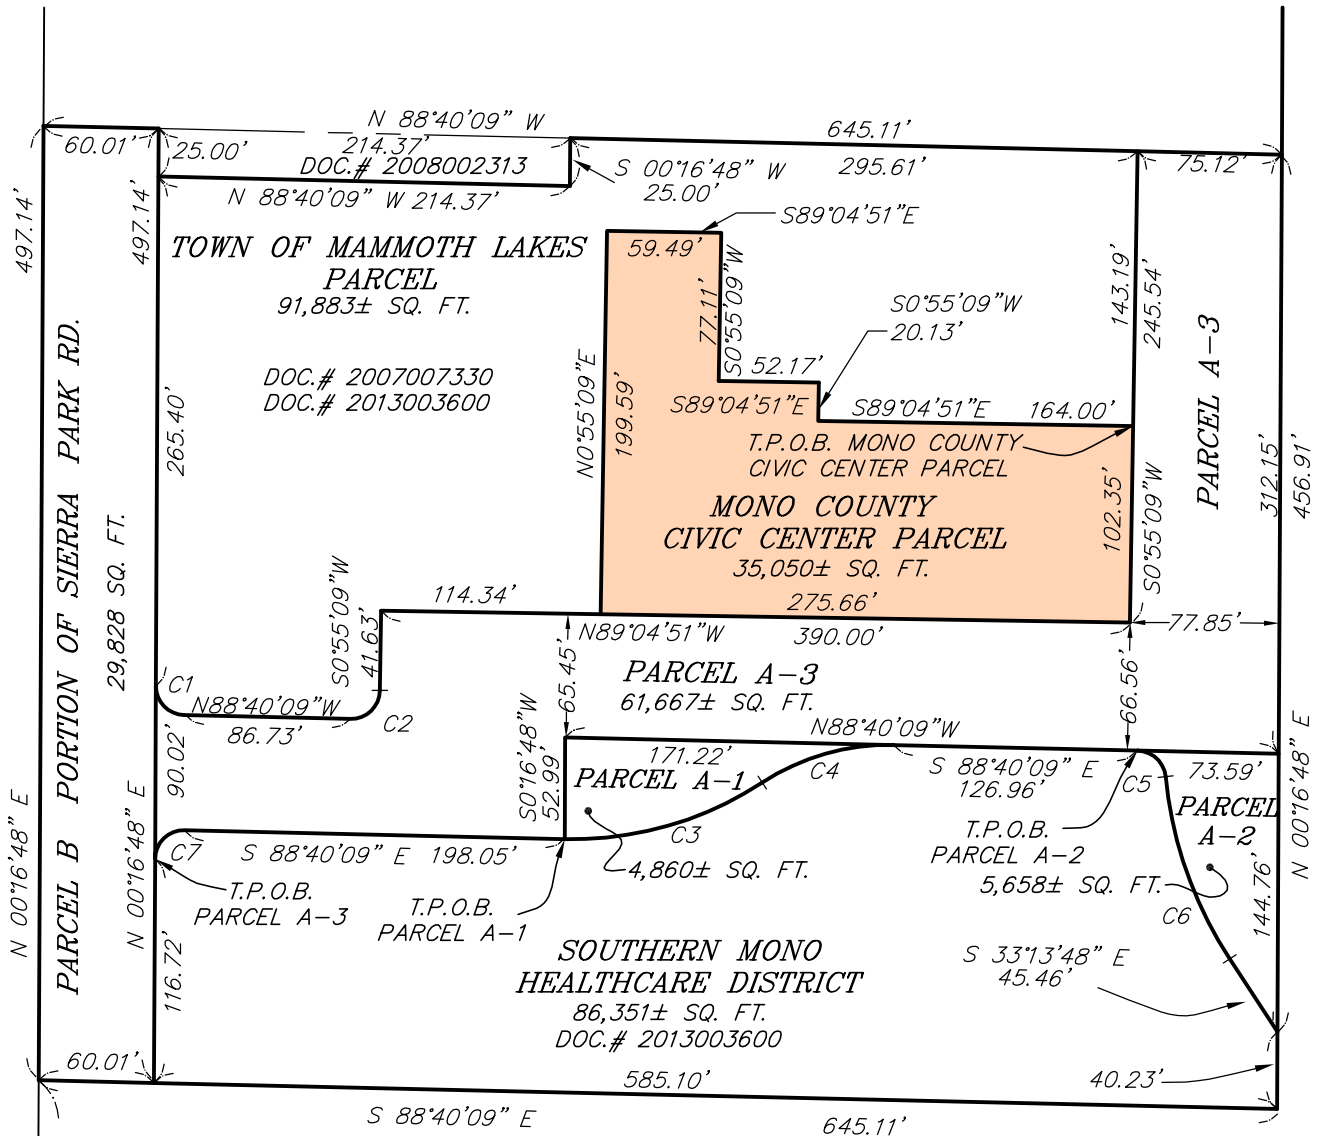 N 88°40'09" W
645.11'
60.01'
25.00'
214.37'
295.61'
75.12'
DOC.# 2008002313
S 00°16'48" W
25.00'
N 88°40'09" W 214.37'
497.14'
497.14'
S89°04'51"E
59.49'
TOWN OF MAMMOTH LAKES
PARCEL
91,883± SQ. FT.
77.11'
S0°55'09"W
S0°55'09"W
20.13'
143.19'
245.54'
PARCEL A-3
DOC.# 2007007330
DOC.# 2013003600
52.17'
S89°04'51"E
S89°04'51"E 164.00'
N0°55'09"E
199.59'
265.40'
T.P.O.B. MONO COUNTY
CIVIC CENTER PARCEL
312.15'
456.91'
MONO COUNTY
CIVIC CENTER PARCEL
35,050± SQ. FT.
102.35'
S0°55'09"W
PARCEL B PORTION OF SIERRA PARK RD.
29,828 SQ. FT.
114.34'
275.66'
N89°04'51"W
390.00'
77.85'
S0°55'09"W
41.63'
65.45'
66.56'
PARCEL A-3
61,667± SQ. FT.
C1
N88°40'09"W
86.73'
C2
N88°40'09"W
90.02'
S0°16'48"W
52.99'
171.22'
PARCEL A-1
C4
S 88°40'09" E
126.96'
C5
73.59'
PARCEL
A-2
C3
T.P.O.B.
PARCEL A-2
C7
S 88°40'09" E 198.05'
4,860± SQ. FT.
5,658± SQ. FT.
T.P.O.B.
PARCEL A-3
T.P.O.B.
PARCEL A-1
C6
144.76'
N 00°16'48" E
N 00°16'48" E
N 00°16'48" E
116.72'
SOUTHERN MONO
HEALTHCARE DISTRICT
86,351± SQ. FT.
DOC.# 2013003600
S 33°13'48" E
45.46'
60.01'
585.10'
40.23'
S 88°40'09" E
645.11'